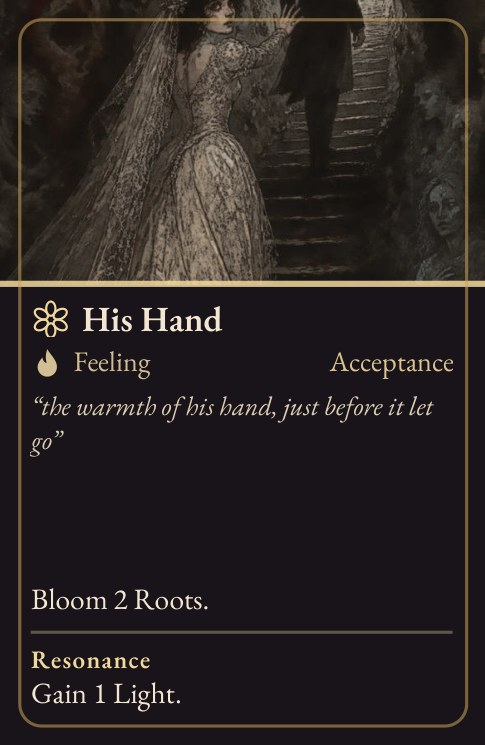 His Hand
Feeling Acceptance
“the warmth of his hand, just before it let
go”
Bloom 2 Roots.
Resonance
Gain 1 Light.